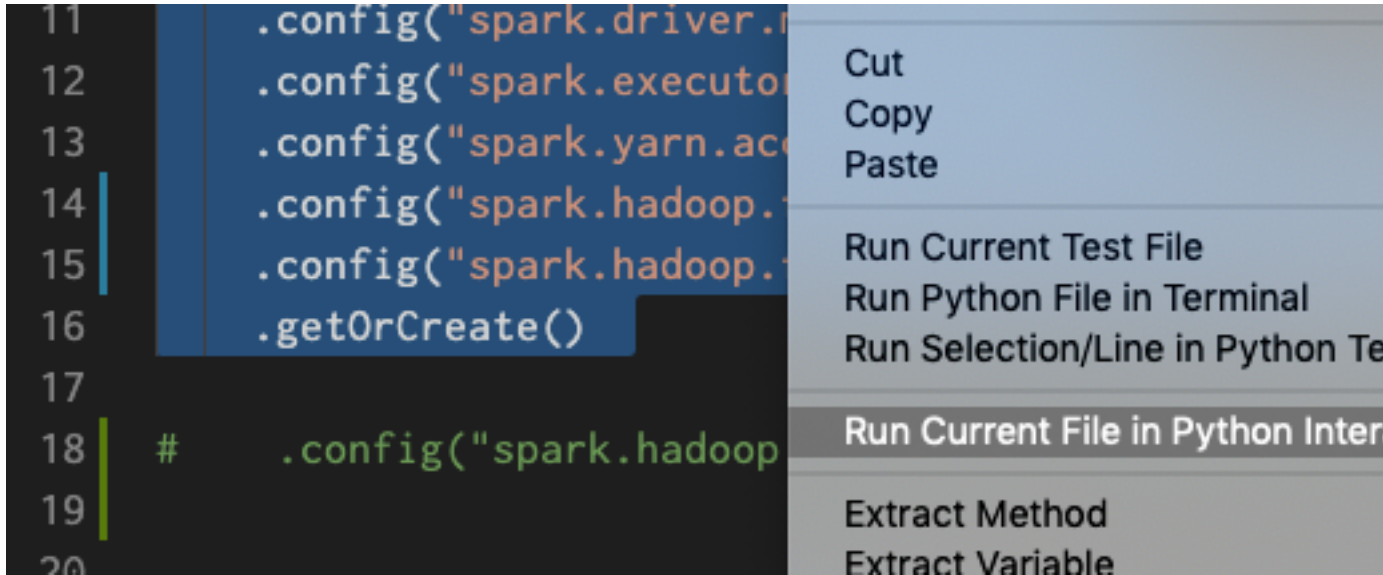 11 .config("spark.driver.
12 .config("spark.executor
13 .config("spark.yarn.acc
14 .config("spark.hadoop.
15 .config("spark.hadoop.
16 .getOrCreate()
17
18 # .config("spark.hadoop
19
20
Cut
Copy
Paste
Run Current Test File
Run Python File in Terminal
Run Selection/Line in Python Te
Run Current File in Python Inter
Extract Method
Extract Variable